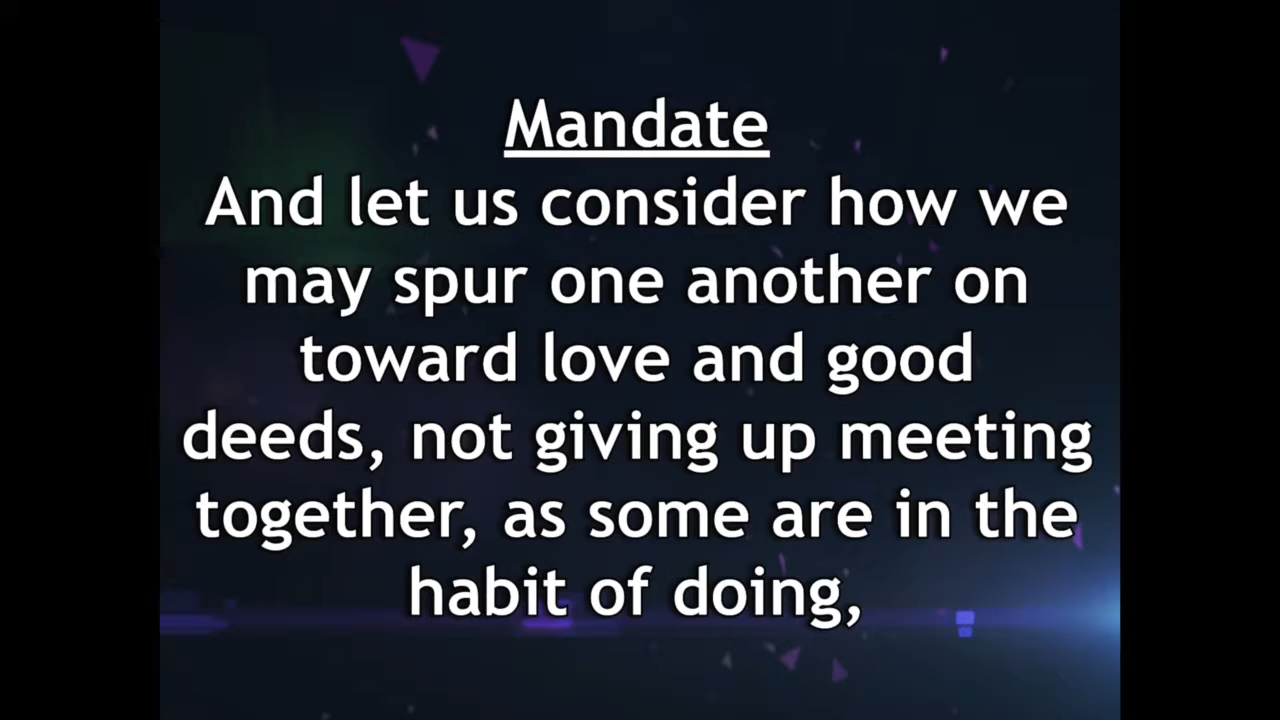 Mandate
And let us consider how we
may spur one another on
toward love and good
deeds, not giving up meeting
together, as some are in the
habit of doing,